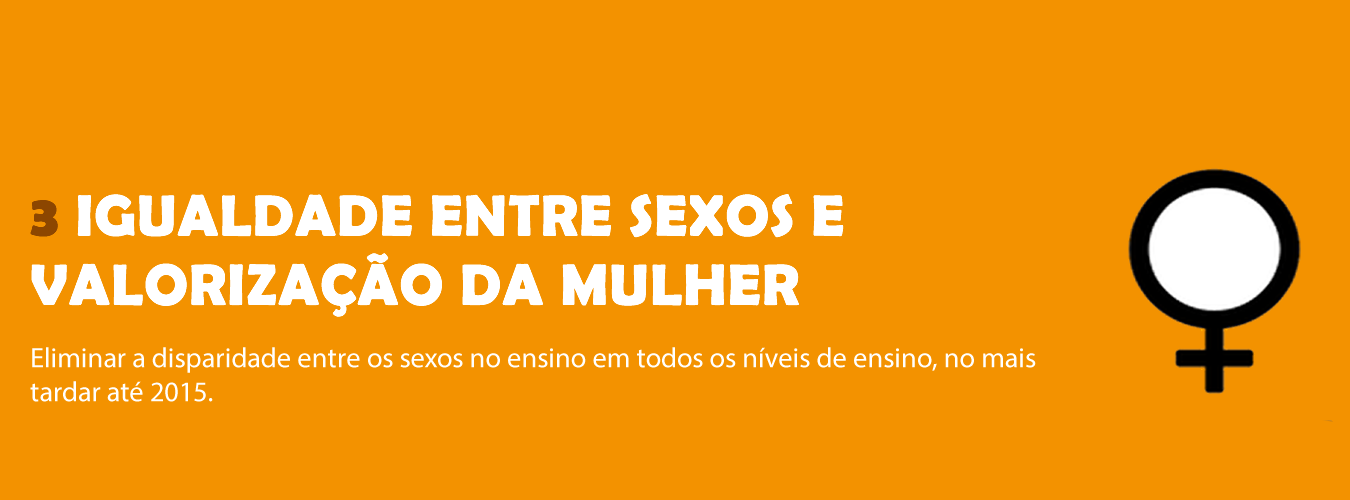 3 IGUALDADE ENTRE SEXOS E
VALORIZAÇÃO DA MULHER
Eliminar a disparidade entre os sexos no ensino em todos os níveis de ensino, no mais
tardar até 2015.